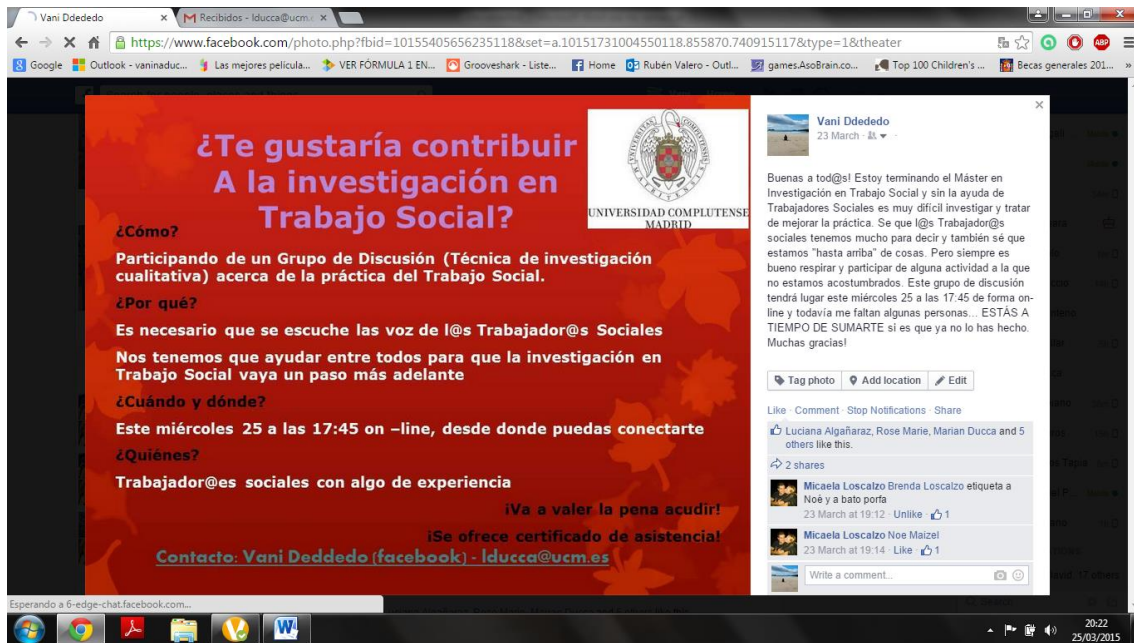 Vani Ddededo
Recibidos - lducca@ucm.c
https://www.facebook.com/photo.php?fbid=10155405656235118&set=a.10151731004550118.855870.740915117&type=1&theater
Google
Outlook - vaninaduc...
Las mejores pelicula...
VER FÓRMULA 1 EN...
Grooveshark - Liste...
Home
Rubén Valero - Outl...
games.AsoBrain.co...
Top 100 Children's ...
Becas generales 201...
¿Te gustaría contribuir
A la investigación en
Trabajo Social?
UNIVERSIDAD COMPLUTENSE
MADRID
¿Cómo?
Participando de un Grupo de Discusión (Técnica de investigación
cualitativa) acerca de la práctica del Trabajo Social.
¿Por qué?
Es necesario que se escuche las voz de l@s Trabajador@s Sociales
Nos tenemos que ayudar entre todos para que la investigación en
Trabajo Social vaya un paso más adelante
¿Cuándo y dónde?
Este miércoles 25 a las 17:45 on –line, desde donde puedas conectarte
¿Quiénes?
Trabajador@es sociales con algo de experiencia
¡Va a valer la pena acudir!
¡Se ofrece certificado de asistencia!
Contacto: Vani Deddedo (facebook) - lducca@ucm.es
Vani Ddededo
23 March
Buenas a tod@s! Estoy terminando el Máster en
Investigación en Trabajo Social y sin la ayuda de
Trabajadores Sociales es muy difícil investigar y tratar
de mejorar la práctica. Se que l@s Trabajador@s
sociales tenemos mucho para decir y también sé que
estamos "hasta arriba" de cosas. Pero siempre es
bueno respirar y participar de alguna actividad a la que
no estamos acostumbrados. Este grupo de discusión
tendrá lugar este miércoles 25 a las 17:45 de forma on-
line y todavía me faltan algunas personas... ESTÁS A
TIEMPO DE SUMARTE si es que ya no lo has hecho.
Muchas gracias!
Tag photo
Add location
Edit
Like · Comment · Stop Notifications · Share
Luciana Algañaraz, Rose Marie, Marian Ducca and 5
others like this.
2 shares
Micaela Loscalzo Brenda Loscalzo etiqueta a
Noè y a bato porfa
23 March at 19:12 · Unlike · 1
Micaela Loscalzo Noe Maizel
23 March at 19:14 · Like · 1
Write a comment...
Esperando a 6-edge-chat.facebook.com...
20:22
25/03/2015